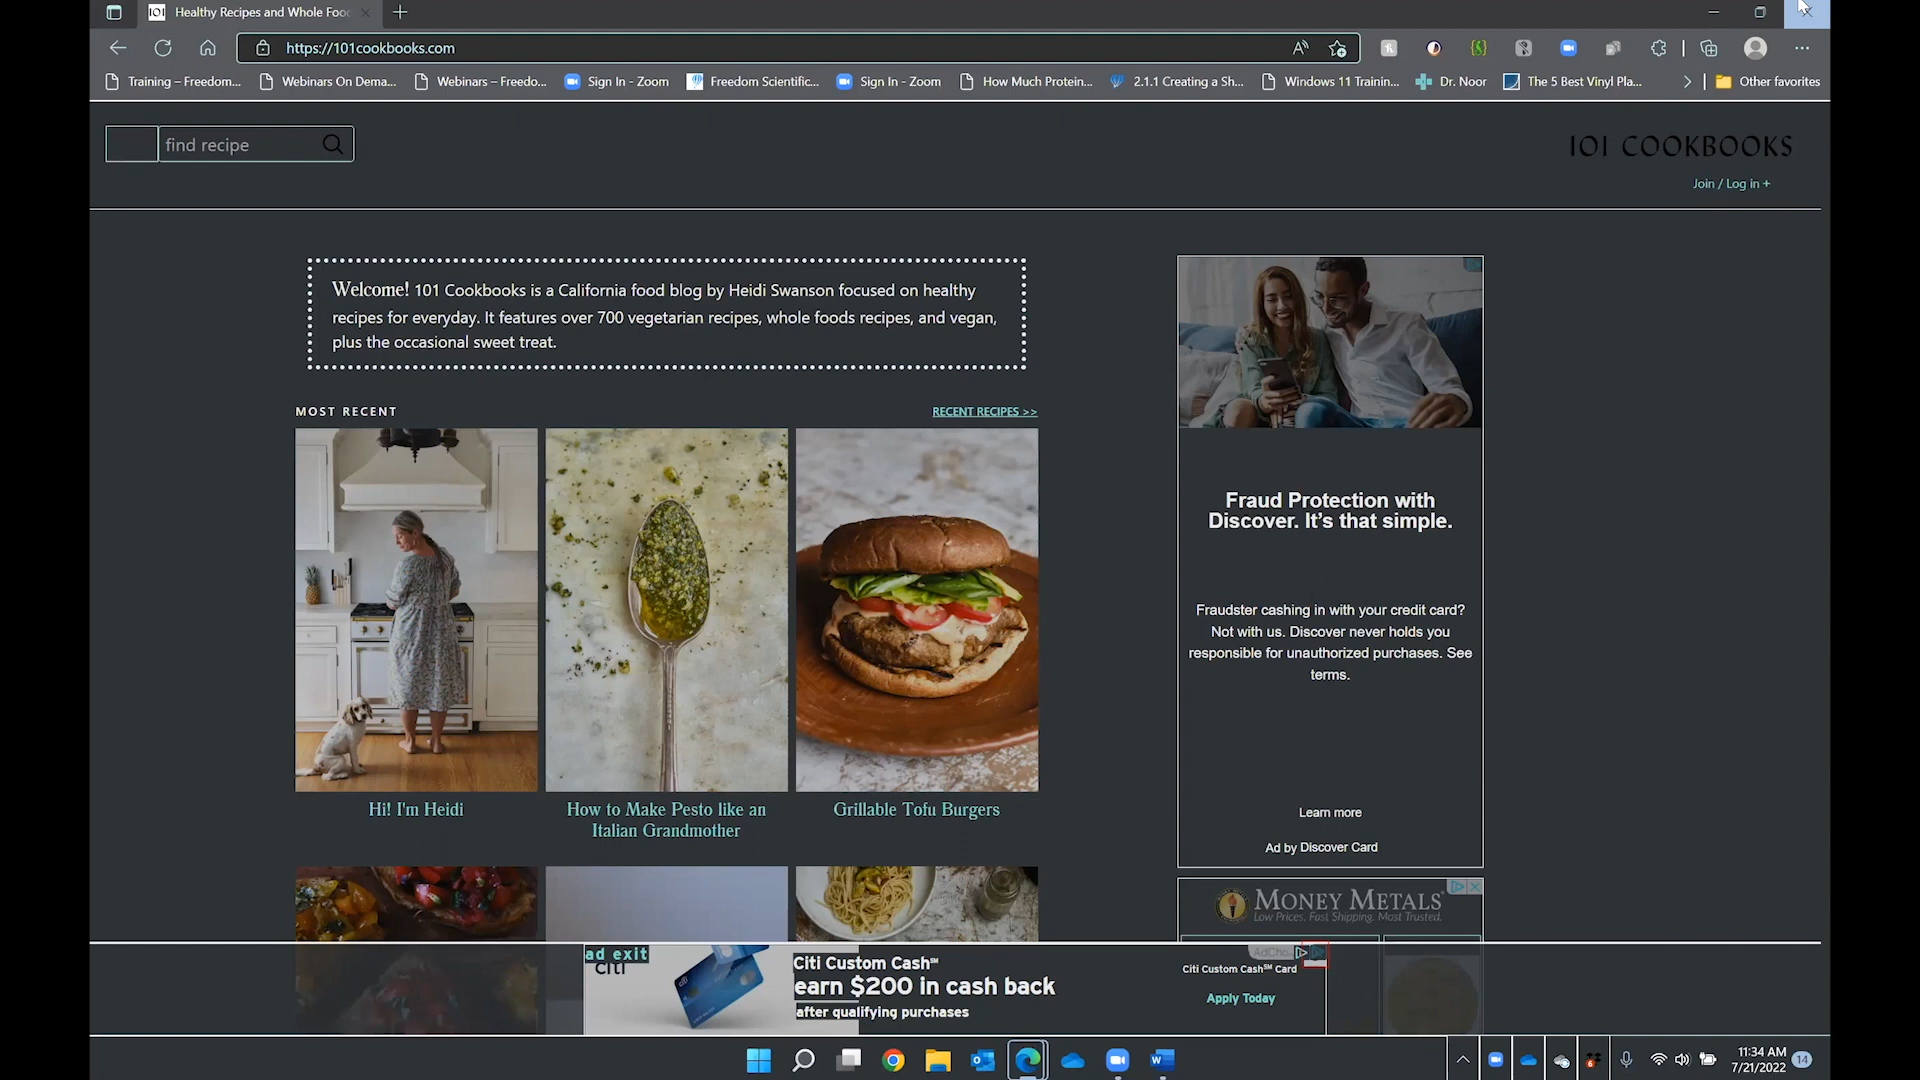 Healthy Recipes and Whole Foo
https://101cookbooks.com
Training – Freedom...
Webinars On Dema...
Webinars – Freedo...
Sign In - Zoom
Freedom Scientific...
Sign In - Zoom
How Much Protein...
2.1.1 Creating a Sh...
Windows 11 Trainin...
Dr. Noor
The 5 Best Vinyl Pla...
Other favorites
find recipe
101 COOKBOOKS
Join / Log in +
Welcome! 101 Cookbooks is a California food blog by Heidi Swanson focused on healthy
recipes for everyday. It features over 700 vegetarian recipes, whole foods recipes, and vegan,
plus the occasional sweet treat.
MOST RECENT
RECENT RECIPES >>
Hi! I'm Heidi
How to Make Pesto like an
Italian Grandmother
Grillable Tofu Burgers
Fraud Protection with
Discover. It's that simple.
Fraudster cashing in with your credit card?
Not with us. Discover never holds you
responsible for unauthorized purchases. See
terms.
Learn more
Ad by Discover Card
MONEY METALS
Low Prices. Fast Shipping. Most Trusted.
ad exit
citi
Citi Custom Cash℠
earn $200 in cash back
after qualifying purchases
AdCho
Citi Custom Cash℠ Card
Apply Today
11:34 AM
7/21/2022
14